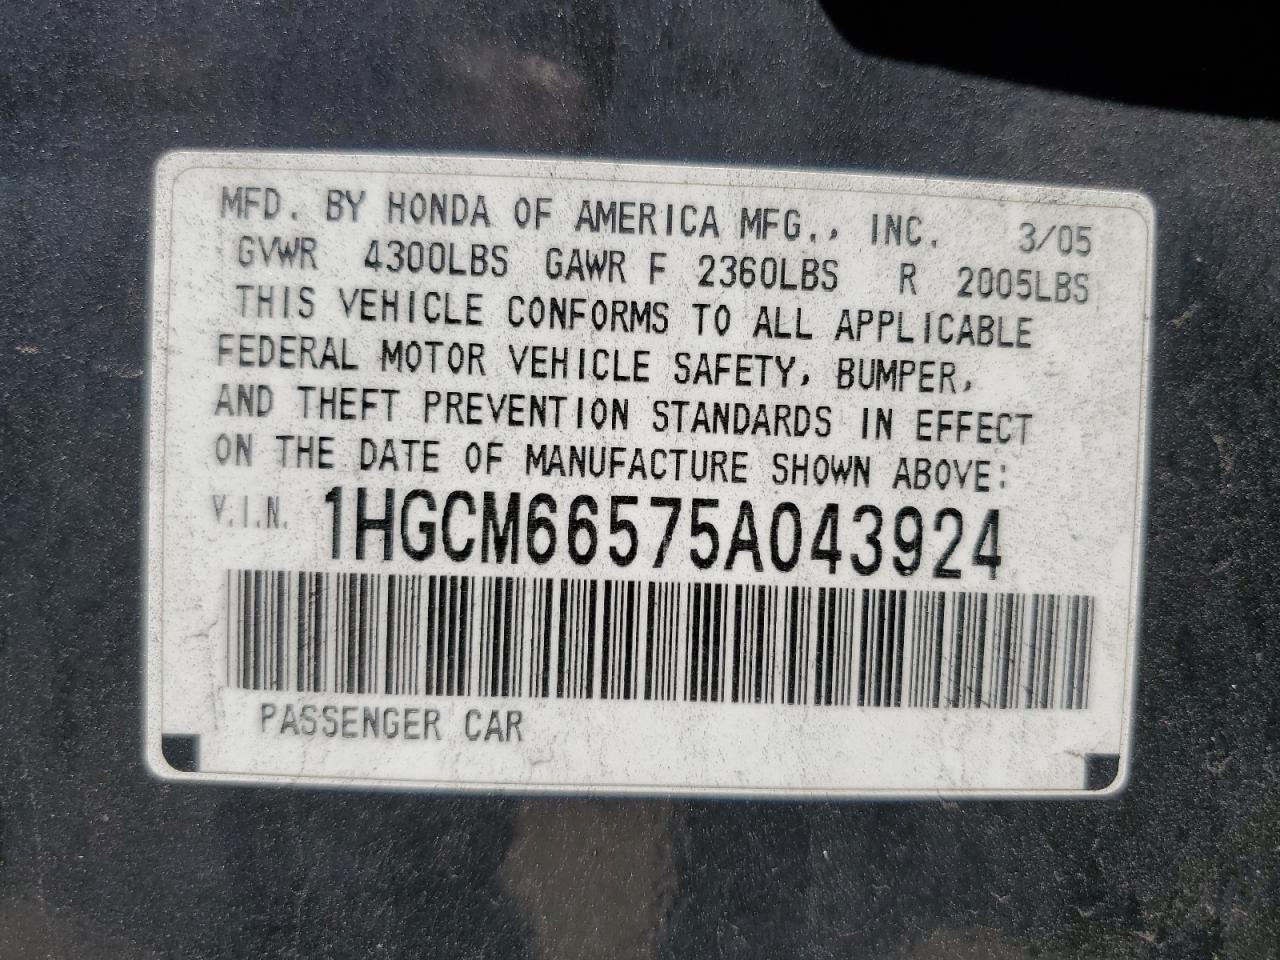 MFD. BY HONDA OF AMERICA MFG., INC. 3/05
GVWR 4300LBS GAWR F 2360LBS R 2005LBS
THIS VEHICLE CONFORMS TO ALL APPLICABLE
FEDERAL MOTOR VEHICLE SAFETY, BUMPER,
AND THEFT PREVENTION STANDARDS IN EFFECT
ON THE DATE OF MANUFACTURE SHOWN ABOVE:
V.I.N. 1HGCM66575A043924
PASSENGER CAR